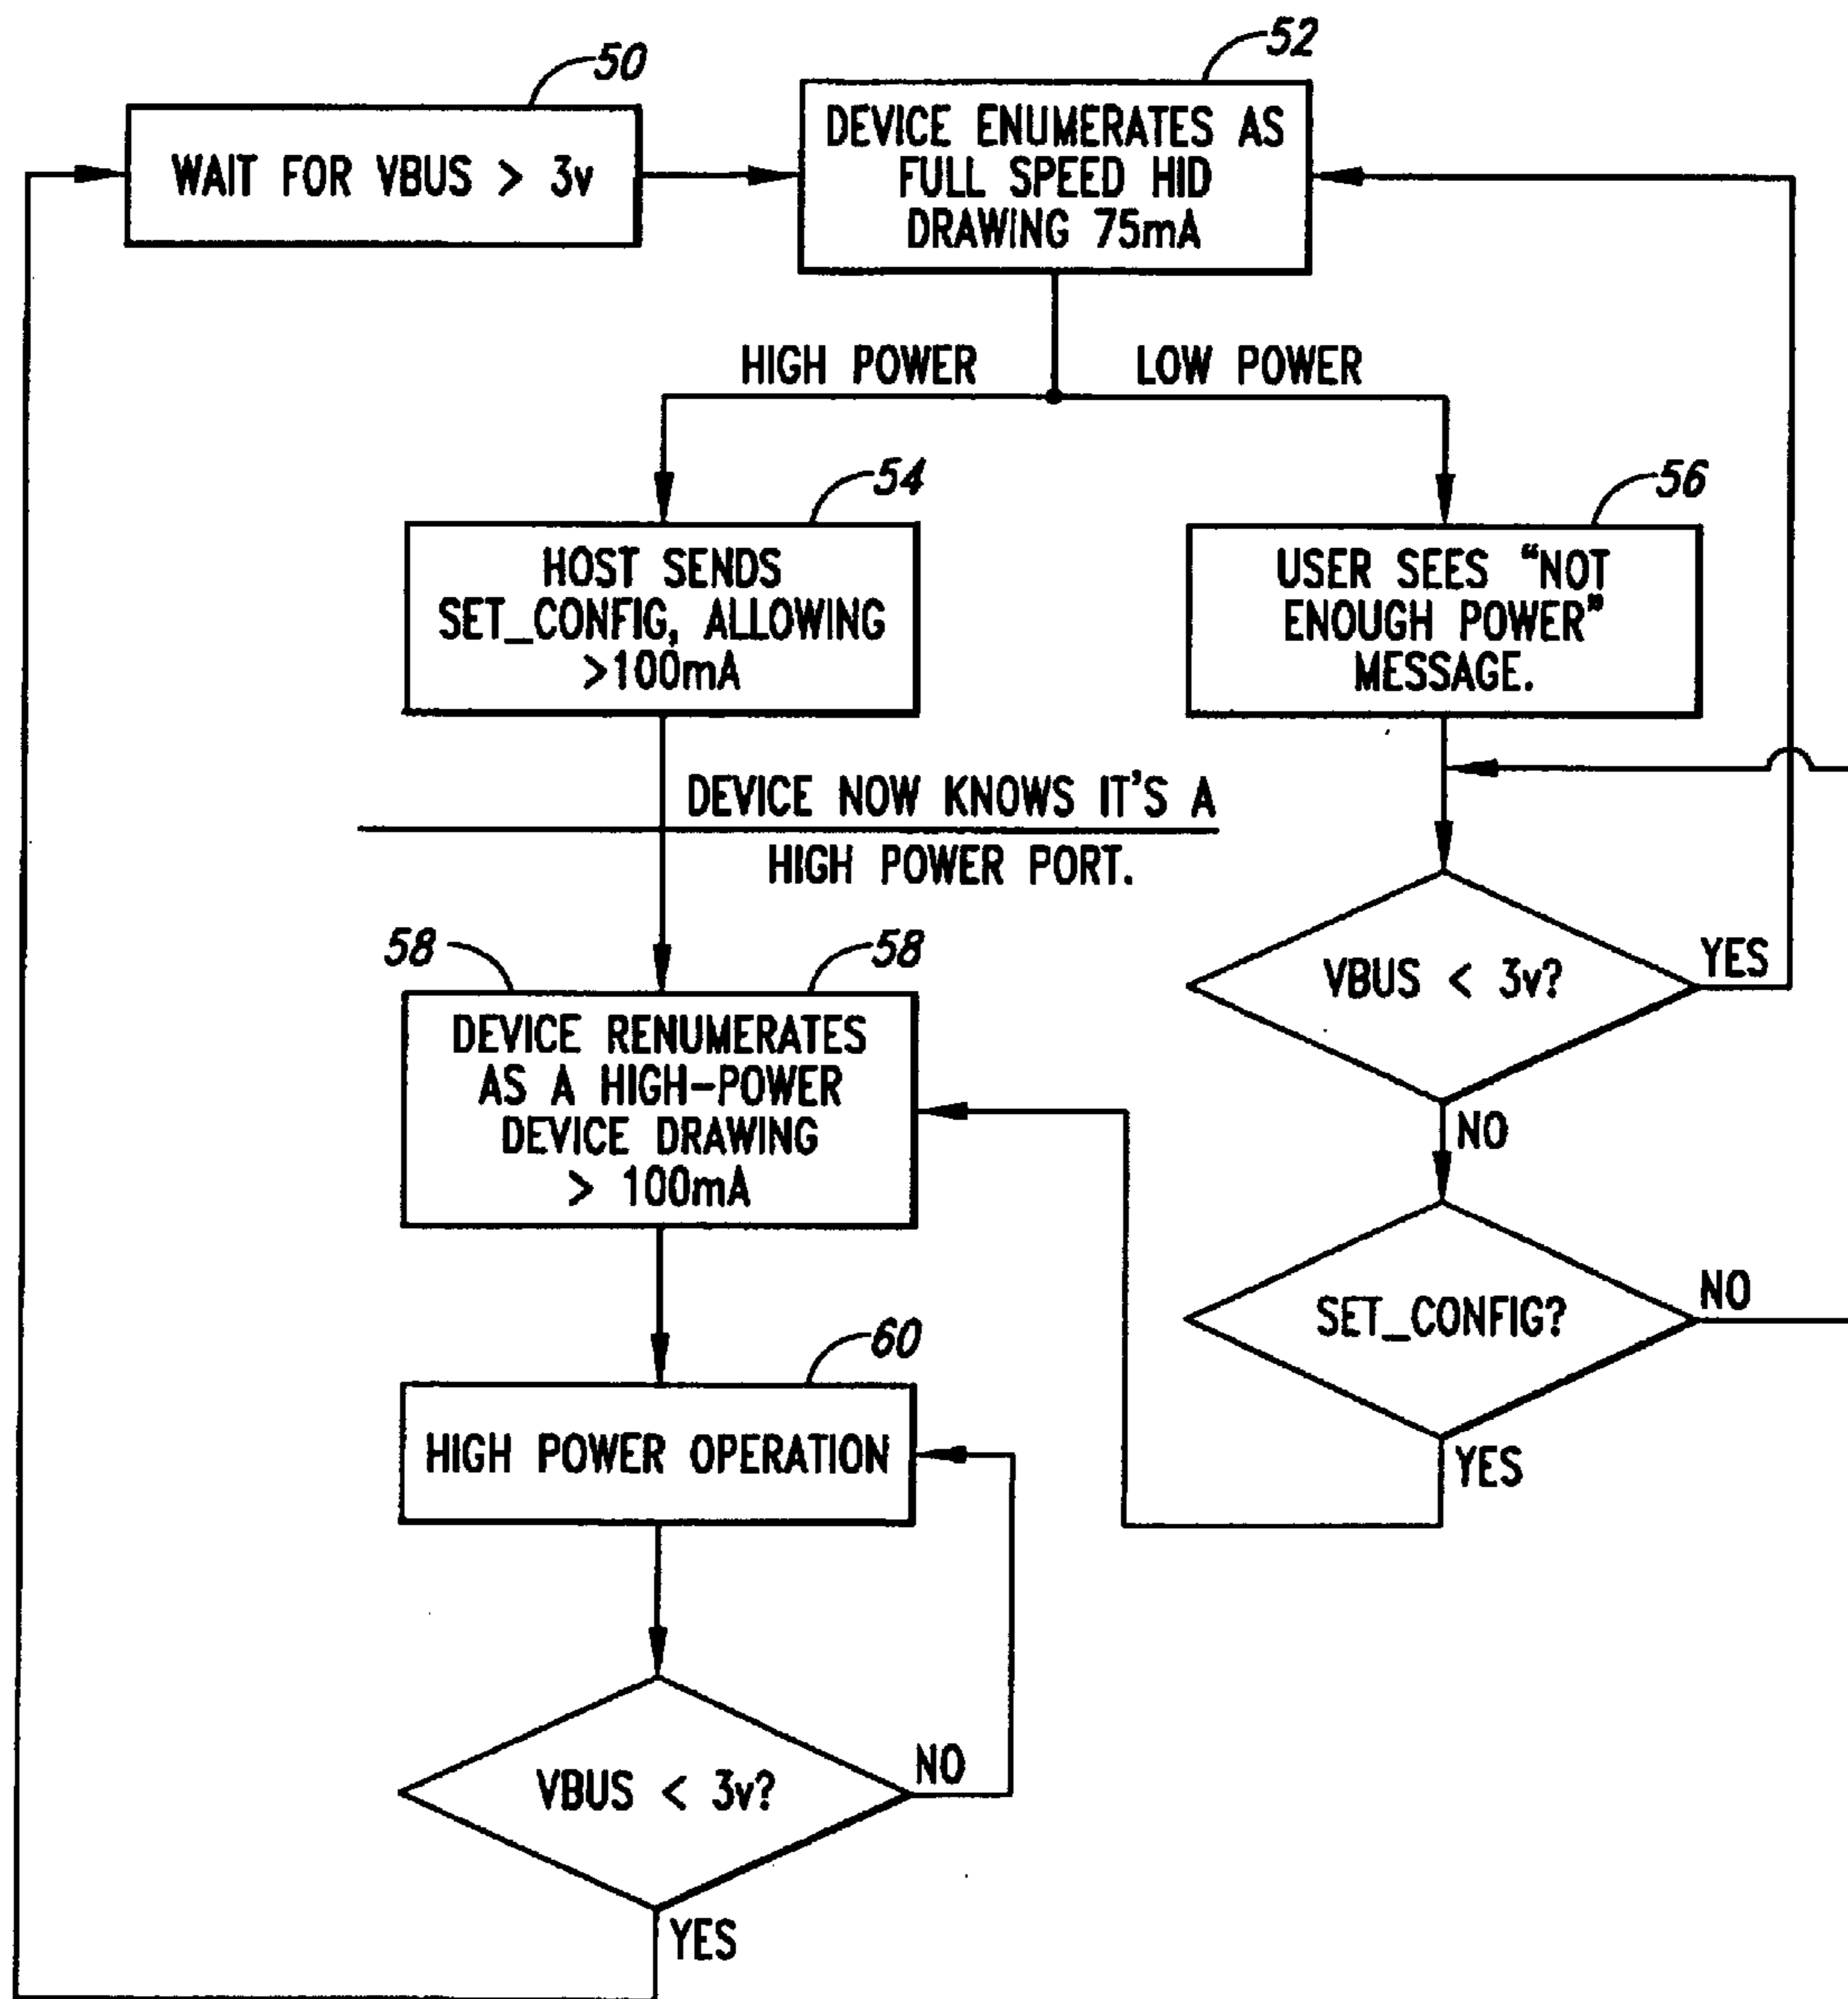 50
WAIT FOR VBUS > 3v
52
DEVICE ENUMERATES AS
FULL SPEED HID
DRAWING 75mA
HIGH POWER
LOW POWER
54
HOST SENDS
SET_CONFIG, ALLOWING
>100mA
56
USER SEES "NOT
ENOUGH POWER"
MESSAGE.
DEVICE NOW KNOWS IT'S A
HIGH POWER PORT.
58
58
DEVICE RENUMERATES
AS A HIGH-POWER
DEVICE DRAWING
> 100mA
VBUS < 3v?
YES
NO
SET_CONFIG?
NO
YES
60
HIGH POWER OPERATION
VBUS < 3v?
NO
YES